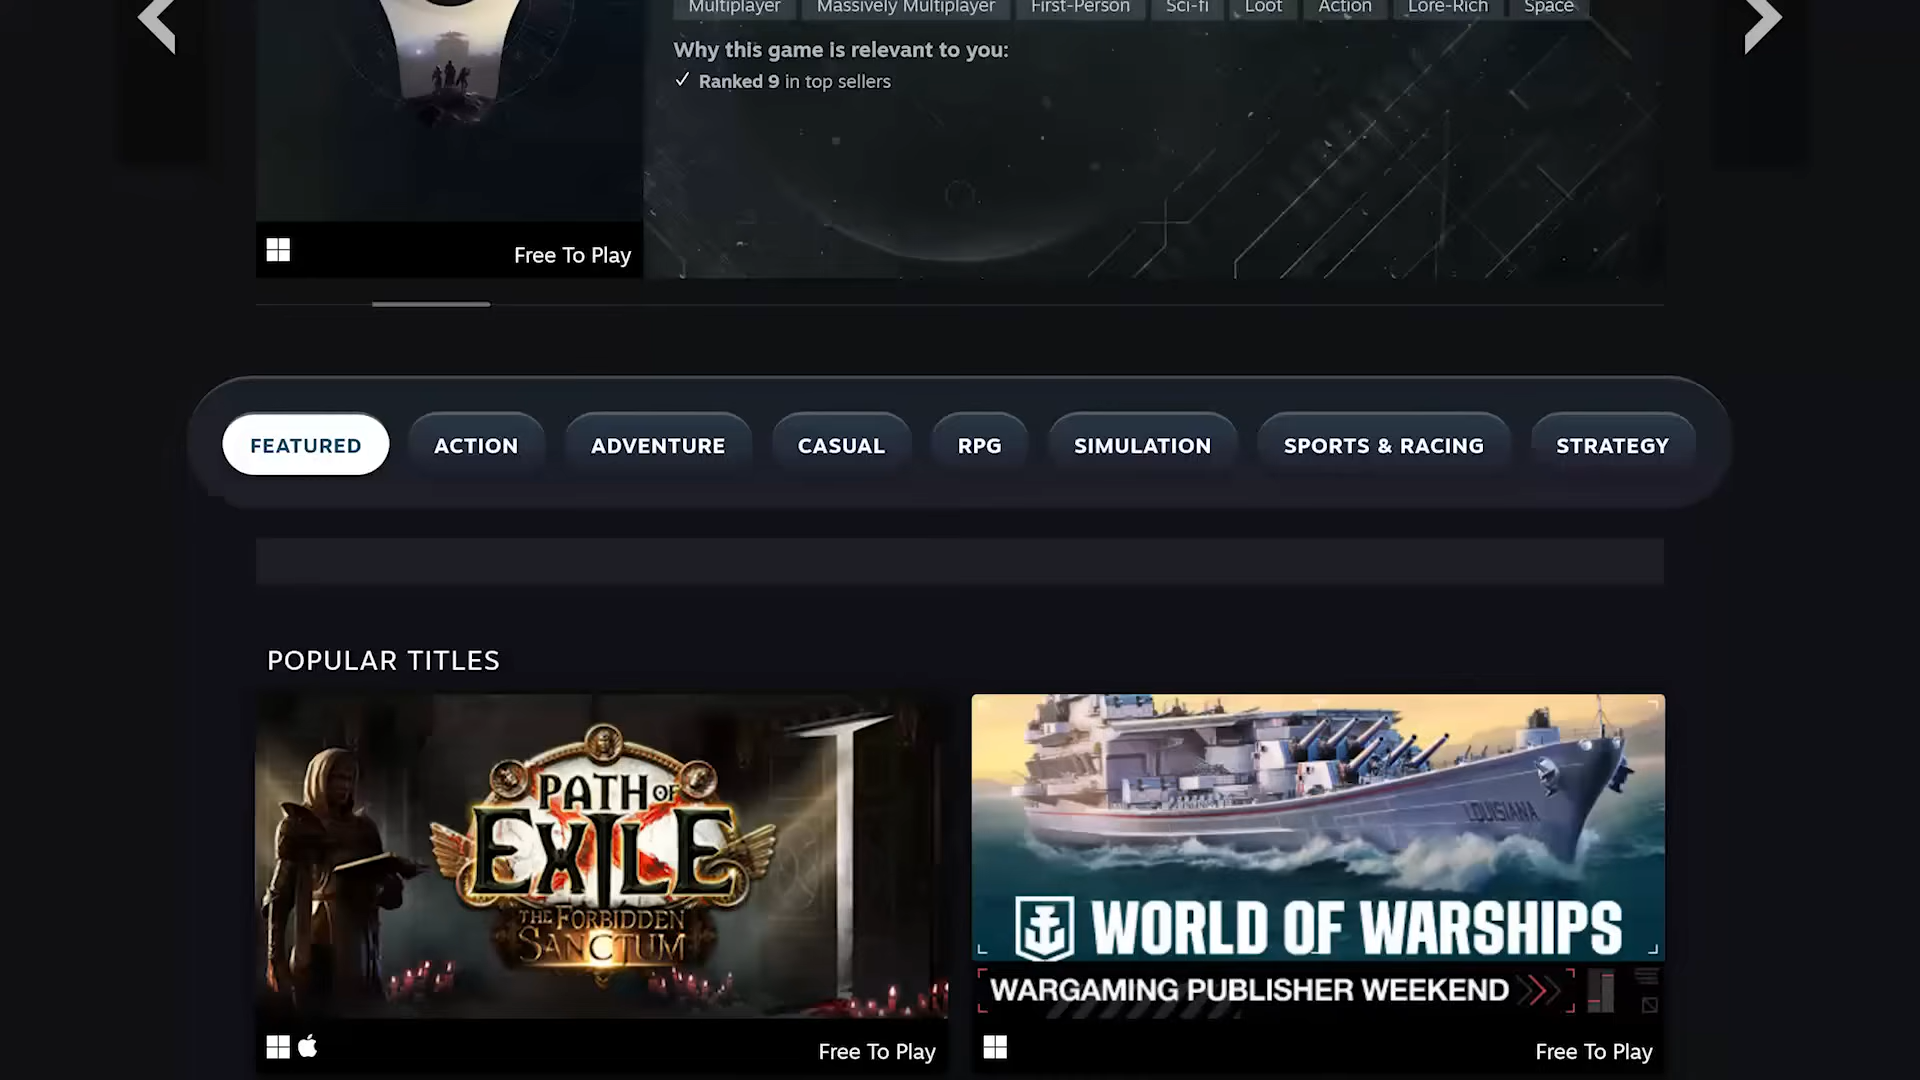 Multiplayer Massively Multiplayer First-Person Sci-fi Loot Action Lore-Rich Space
Why this game is relevant to you:
Ranked 9 in top sellers
Free To Play
FEATURED ACTION ADVENTURE CASUAL RPG SIMULATION SPORTS & RACING STRATEGY
POPULAR TITLES
PATH OF
EXILE
THE FORBIDDEN
SANCTUM
LOUISIANA
WORLD OF WARSHIPS
WARGAMING PUBLISHER WEEKEND
Free To Play
Free To Play